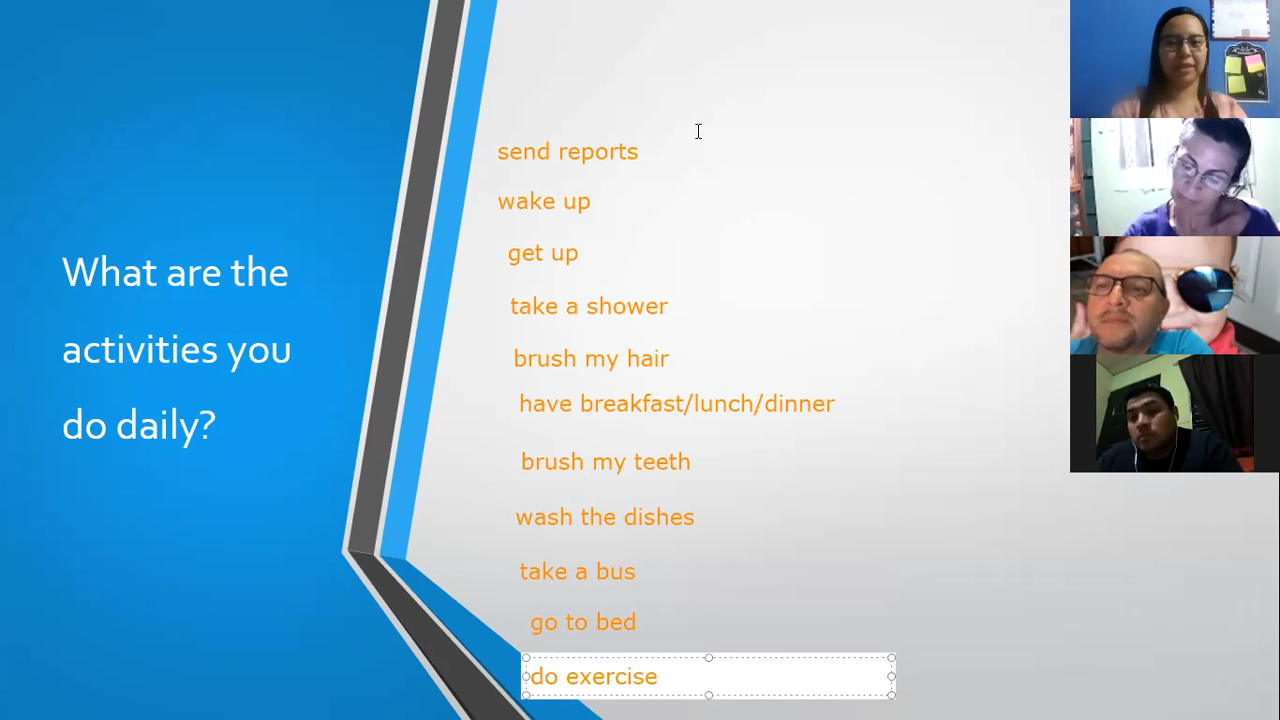 What are the
activities you
do daily?
send reports
wake up
get up
take a shower
brush my hair
have breakfast/lunch/dinner
brush my teeth
wash the dishes
take a bus
go to bed
do exercise